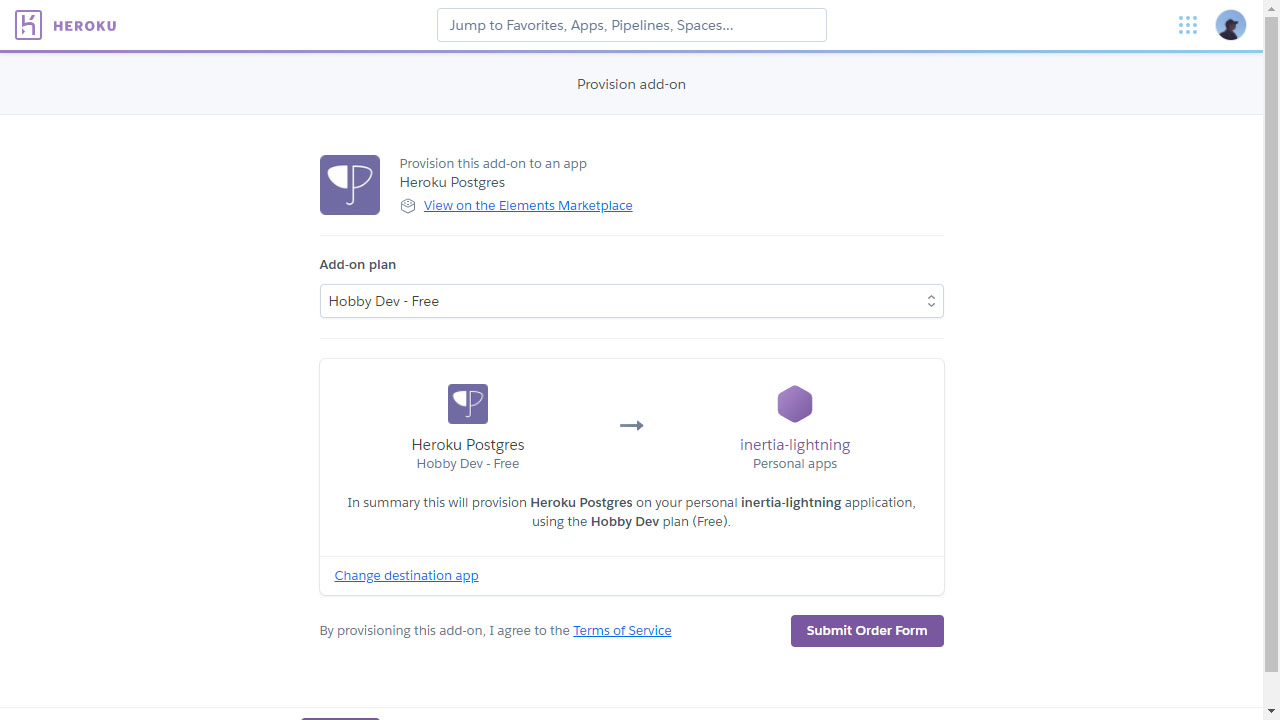 HEROKU
Jump to Favorites, Apps, Pipelines, Spaces...
Provision add-on
Provision this add-on to an app
Heroku Postgres
View on the Elements Marketplace
Add-on plan
Hobby Dev - Free
Heroku Postgres
Hobby Dev - Free
inertia-lightning
Personal apps
In summary this will provision Heroku Postgres on your personal inertia-lightning application,
using the Hobby Dev plan (Free).
Change destination app
By provisioning this add-on, I agree to the Terms of Service
Submit Order Form